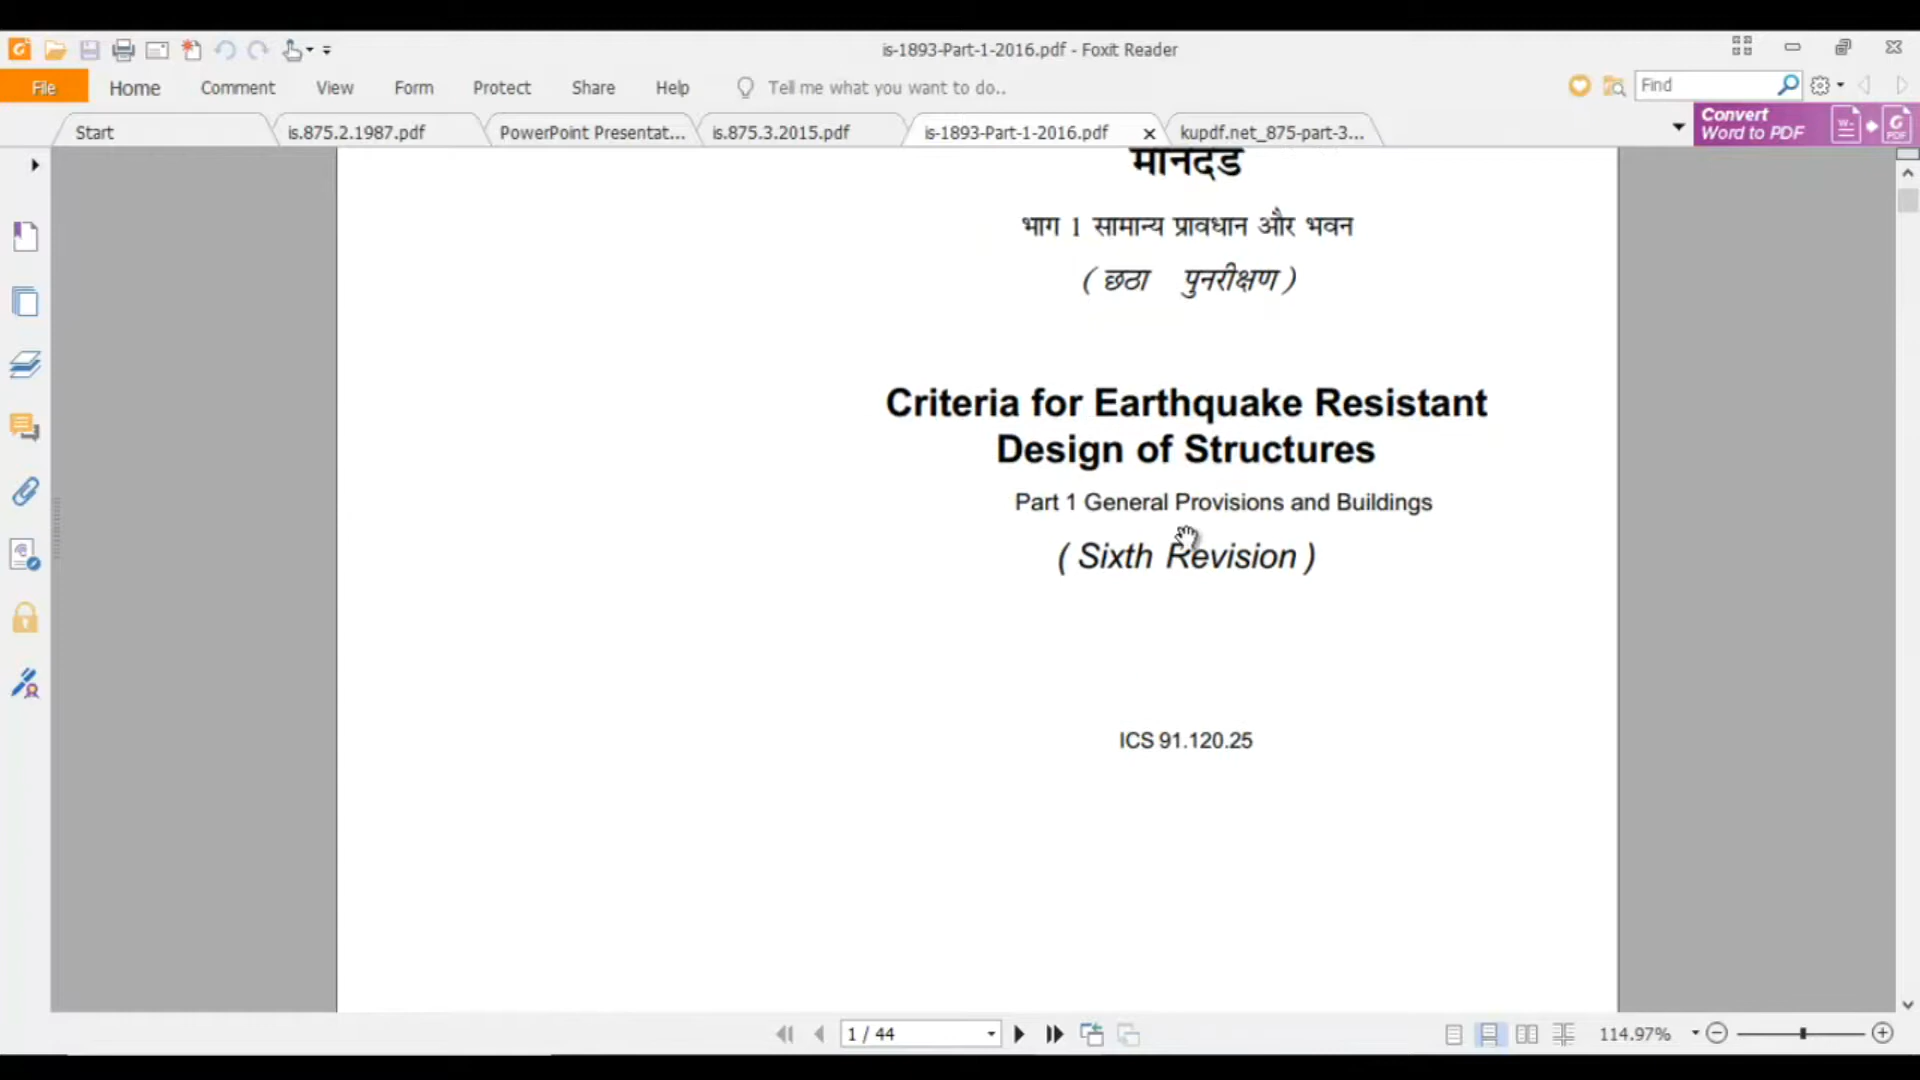 is-1893-Part-1-2016.pdf - Foxit Reader
File Home Comment View Form Protect Share Help Tell me what you want to do.. Find
Start is.875.2.1987.pdf PowerPoint Presentat... is.875.3.2015.pdf is-1893-Part-1-2016.pdf kupdf.net_875-part-3... Convert
Word to PDF
मानदंड
भाग 1 सामान्य प्रावधान और भवन
( छठा पुनरीक्षण )
Criteria for Earthquake Resistant
Design of Structures
Part 1 General Provisions and Buildings
( Sixth Revision )
ICS 91.120.25
1 / 44 114.97%